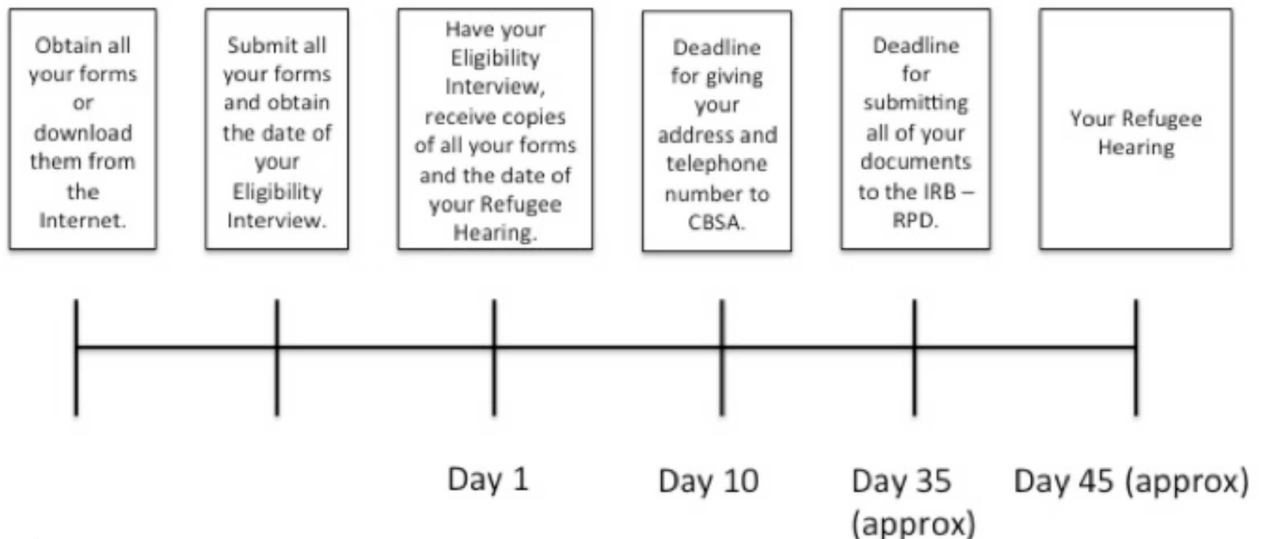 Obtain all
your forms
or
download
them from
the
Internet.
Submit all
your forms
and obtain
the date of
your
Eligibility
Interview.
Have your
Eligibility
Interview,
receive copies
of all your forms
and the date of
your Refugee
Hearing.
Deadline
for giving
your
address and
telephone
number to
CBSA.
Deadline
for
submitting
all of your
documents
to the IRB –
RPD.
Your Refugee
Hearing
Day 1
Day 10
Day 35
(approx)
Day 45 (approx)